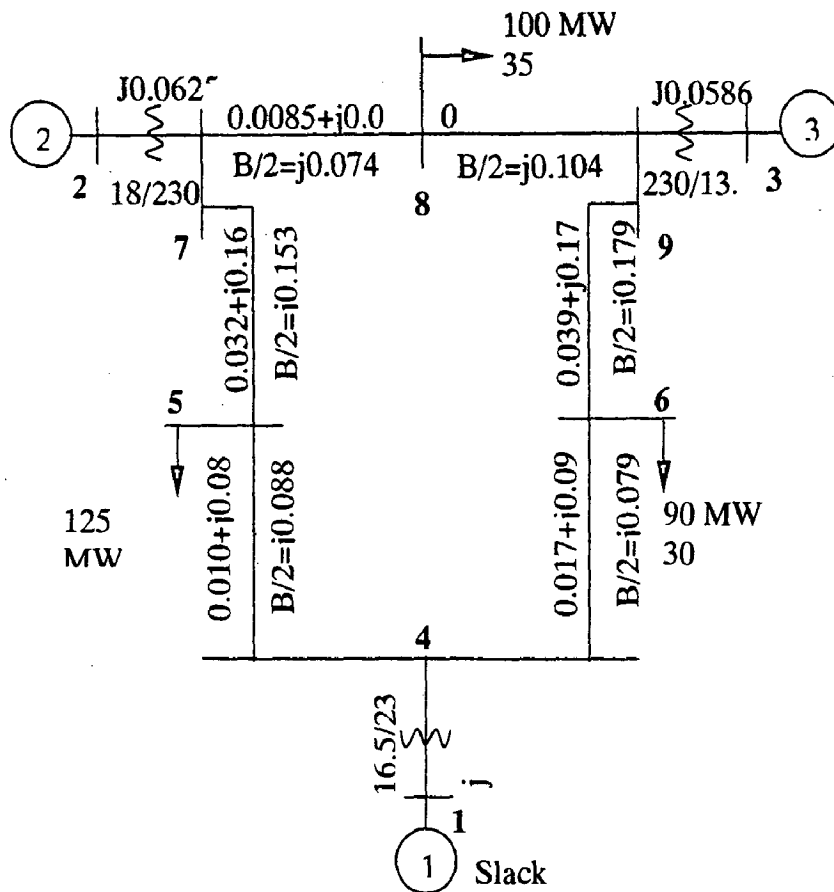 100 MW
35
J0.062
0.0085+j0.0
0
J0.0586
2
3
B/2=j0.074
B/2=j0.104
2
18/230
8
230/13.
3
7
9
0.032+j0.16
B/2=j0.153
0.039+j0.17
B/2=j0.179
5
6
125
MW
0.010+j0.08
B/2=j0.088
0.017+j0.09
B/2=j0.079
90 MW
30
4
16.5/23
j
1
1
Slack